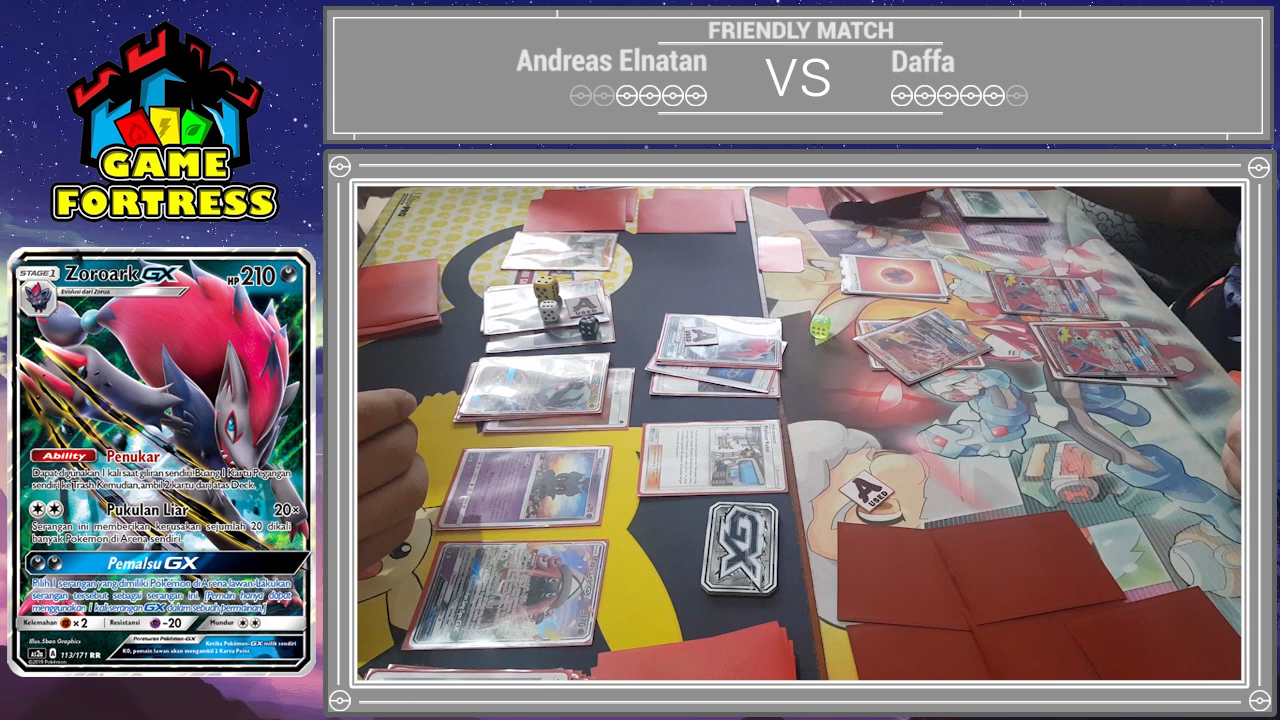 FRIENDLY MATCH
Andreas Elnatan
VS
Daffa
GAME
FORTRESS
STAGE 1
Zoroark GX
HP 210
Evolusi dari Zorua
Ability Penukar
Dapat digunakan 1 kali saat giliran sendiri. Buang 1 Kartu Pegangan
sendiri ke Trash. Kemudian, ambil 2 kartu dari atas Deck.
Pukulan Liar 20×
Serangan ini memberikan kerusakan sejumlah 20 dikali
banyak Pokémon di Arena sendiri.
Pemalsu GX
Pilih 1 serangan yang dimiliki Pokémon di Arena lawan. Lakukan
serangan tersebut sebagai serangan ini. [Pemain hanya dapat
menggunakan 1 kali serangan GX dalam sebuah permainan.]
Kelemahan ×2 Resistansi -20 Mundur
Illus. 5ban Graphics
Peraturan Pokémon-GX
Ketika Pokémon-GX milik sendiri
KO, pemain lawan akan mengambil 2 Kartu Point.
AS2a A 113/171 RR
©2019 Pokémon
A
USED
A
USED
GX